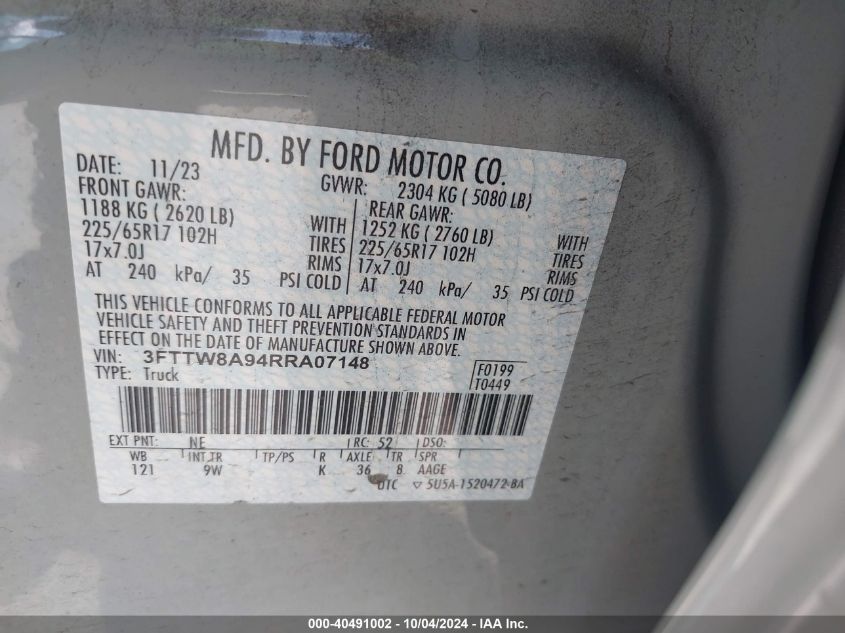 MFD. BY FORD MOTOR CO.
DATE: 11/23 GVWR: 2304 KG ( 5080 LB)
FRONT GAWR: REAR GAWR:
1188 KG ( 2620 LB) WITH 1252 KG ( 2760 LB) WITH
225/65R17 102H TIRES 225/65R17 102H TIRES
17x7.0J RIMS 17x7.0J RIMS
AT 240 kPa/ 35 PSI COLD AT 240 kPa/ 35 PSI COLD
THIS VEHICLE CONFORMS TO ALL APPLICABLE FEDERAL MOTOR
VEHICLE SAFETY AND THEFT PREVENTION STANDARDS IN
EFFECT ON THE DATE OF MANUFACTURE SHOWN ABOVE.
VIN: 3FTTW8A94RRA07148 F0199
TYPE: Truck T0449
EXT PNT: NE RC: 52 DSO:
WB INT TR TP/PS R AXLE TR SPR
121 9W K 36 8 AAGE
UTC ▽ 5U5A-1520472-BA
000-40491002 - 10/04/2024 - IAA Inc.